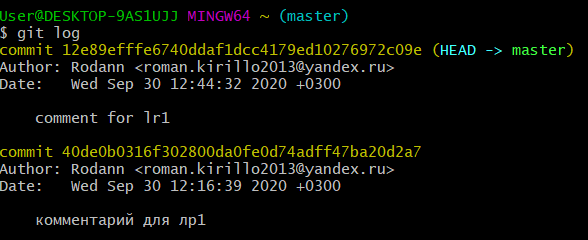 User@DESKTOP-9AS1UJJ MINGW64 ~ (master)
$ git log
commit 12e89efffe6740ddaf1dcc4179ed10276972c09e (HEAD -> master)
Author: Rodann <roman.kirillo2013@yandex.ru>
Date:   Wed Sep 30 12:44:32 2020 +0300
    comment for lr1
commit 40de0b0316f302800da0fe0d74adff47ba20d2a7
Author: Rodann <roman.kirillo2013@yandex.ru>
Date:   Wed Sep 30 12:16:39 2020 +0300
    комментарий для лр1